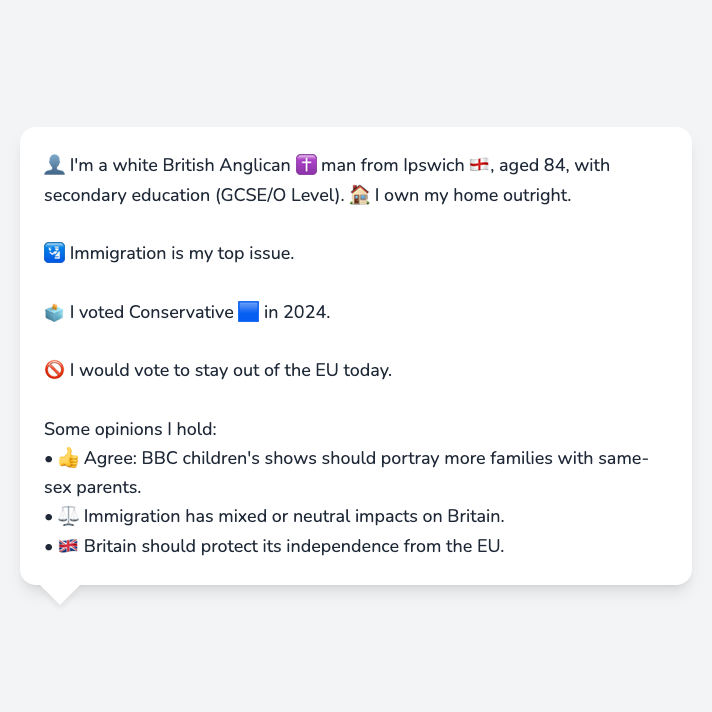 👤 I'm a white British Anglican ✝️ man from Ipswich 🏴󠁧󠁢󠁥󠁮󠁧󠁿, aged 84, with
secondary education (GCSE/O Level). 🏠 I own my home outright.
🛂 Immigration is my top issue.
🗳️ I voted Conservative 🟦 in 2024.
🚫 I would vote to stay out of the EU today.
Some opinions I hold:
• 👍 Agree: BBC children's shows should portray more families with same-
sex parents.
• ⚖️ Immigration has mixed or neutral impacts on Britain.
• 🇬🇧 Britain should protect its independence from the EU.